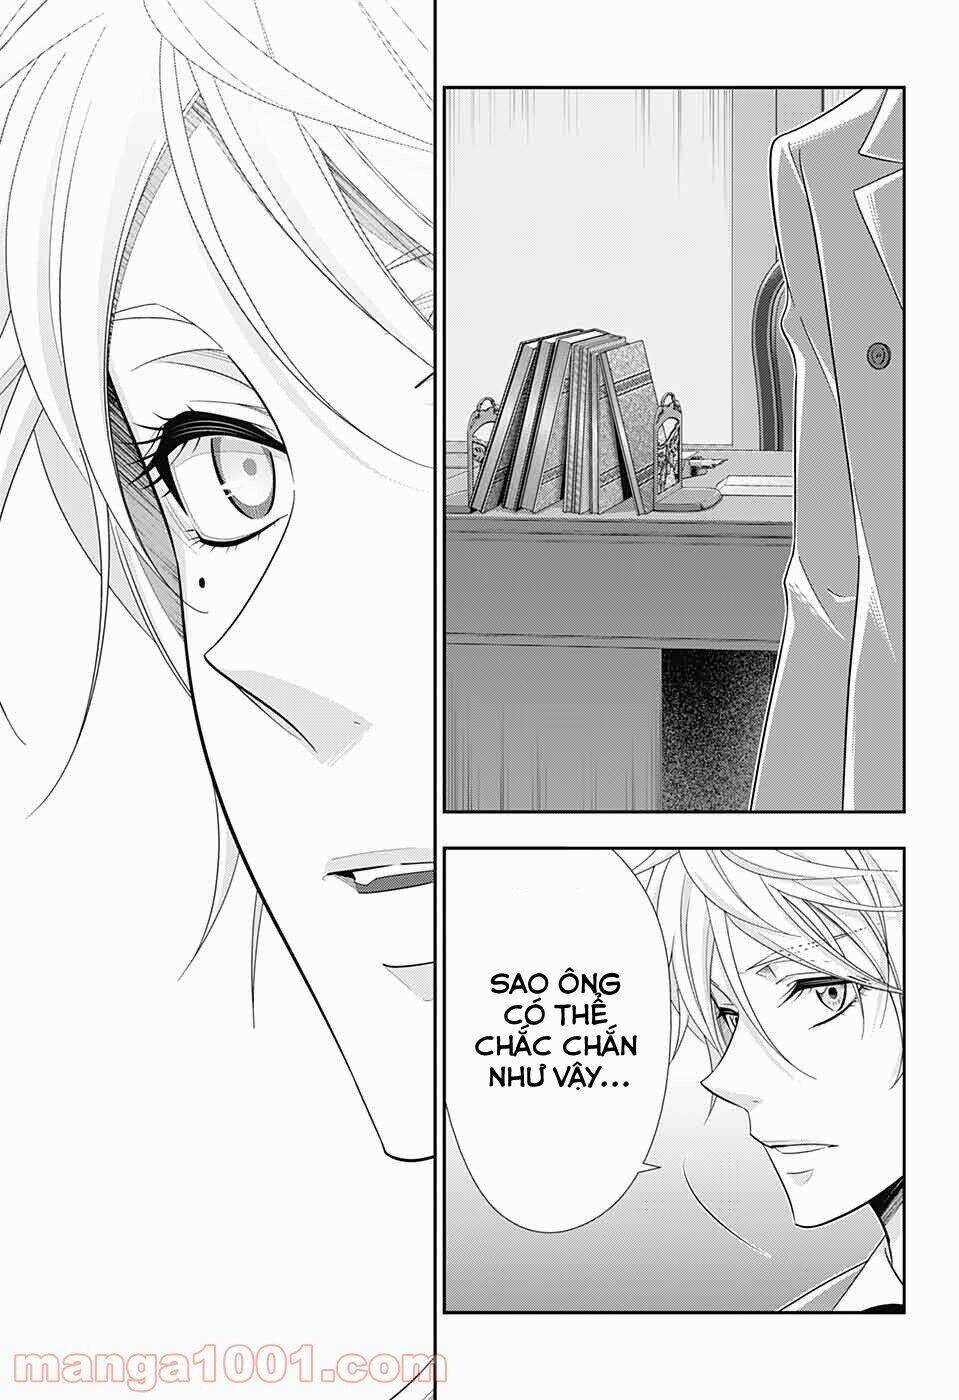 SAO ÔNG
CÓ THỂ
CHẮC CHẮN
NHƯ VẬY...
manga1001.com